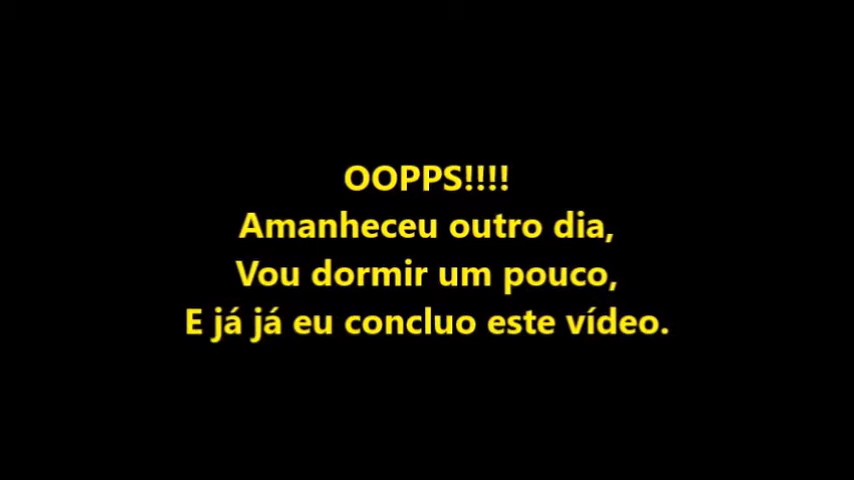 OOPPS!!!!
Amanheceu outro dia,
Vou dormir um pouco,
E já já eu concluo este vídeo.